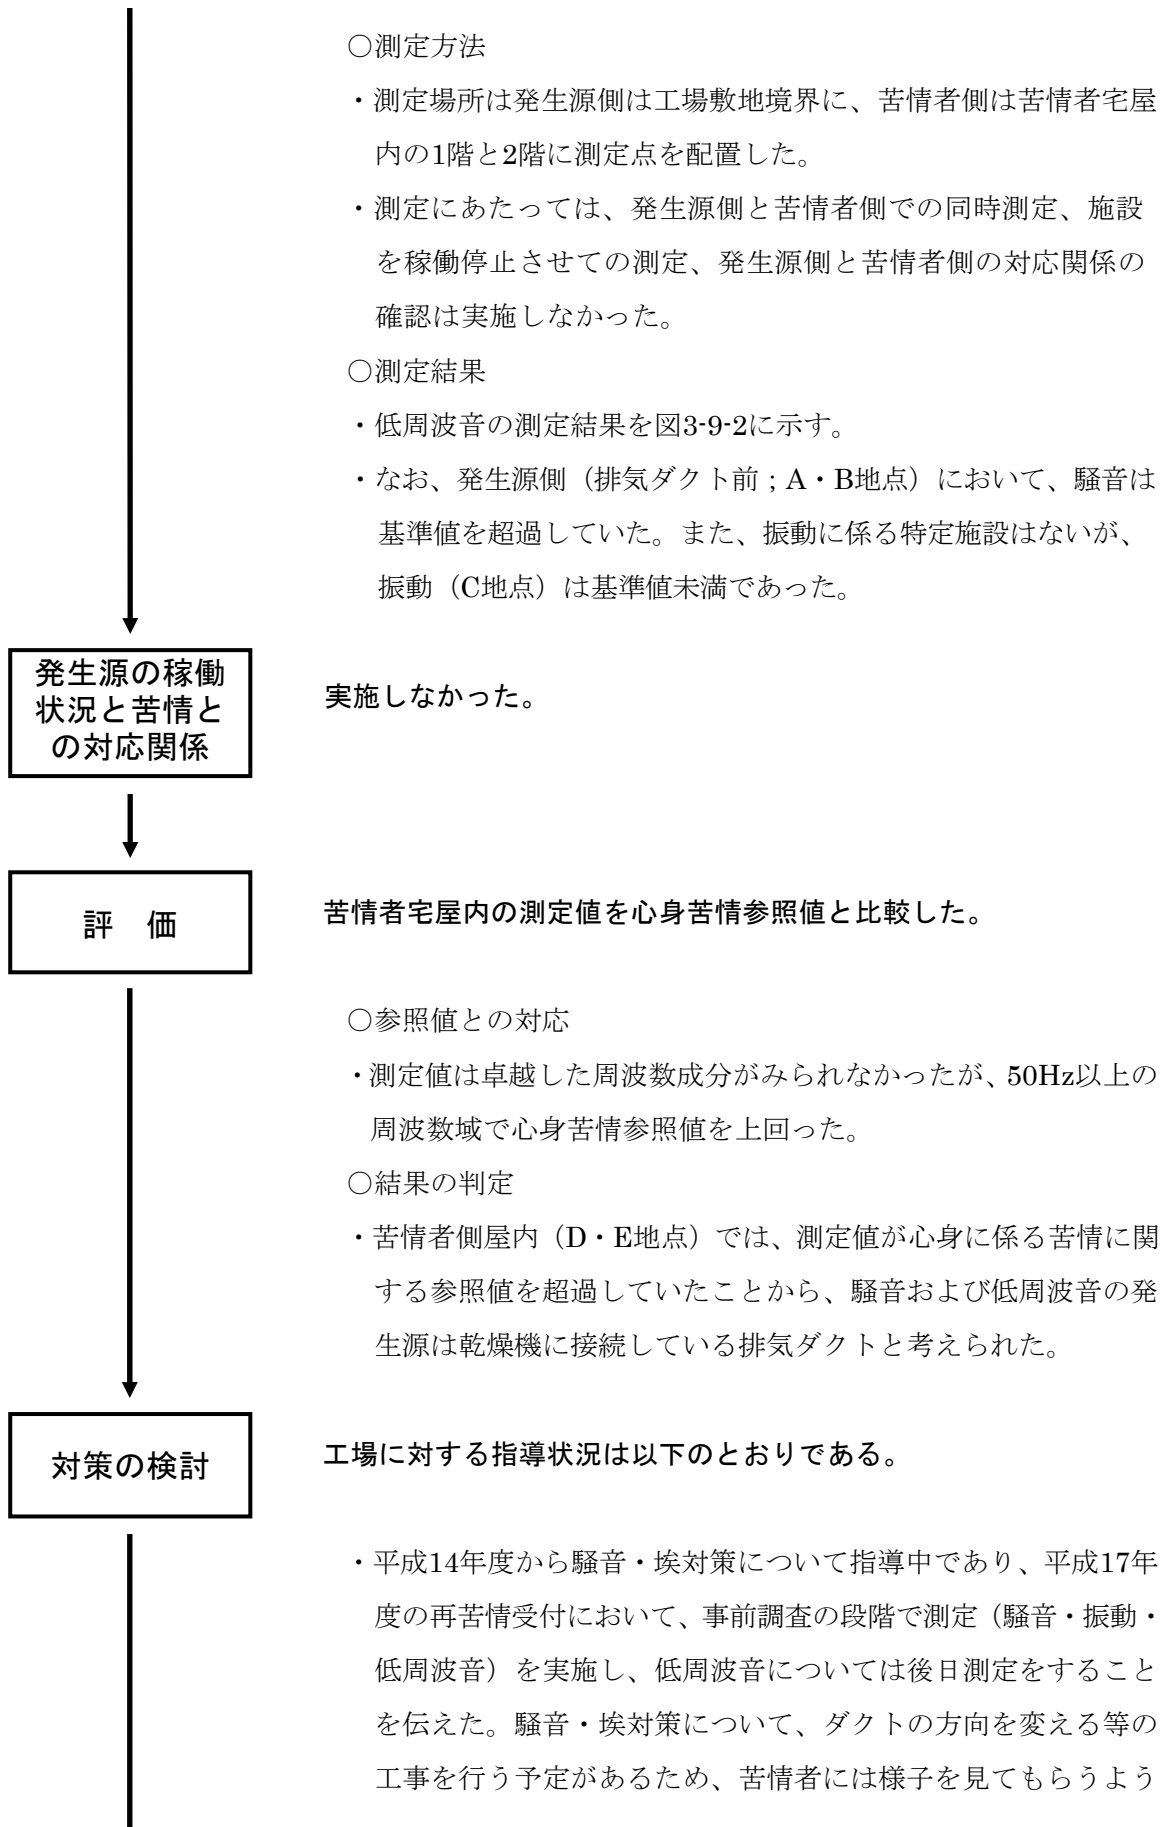 ○測定方法
・測定場所は発生源側は工場敷地境界に、苦情者側は苦情者宅屋
内の1階と2階に測定点を配置した。
・測定にあたっては、発生源側と苦情者側での同時測定、施設
を稼働停止させての測定、発生源側と苦情者側の対応関係の
確認は実施しなかった。
○測定結果
・低周波音の測定結果を図3-9-2に示す。
・なお、発生源側（排気ダクト前；A・B地点）において、騒音は
基準値を超過していた。また、振動に係る特定施設はないが、
振動（C地点）は基準値未満であった。
発生源の稼働
状況と苦情と
の対応関係
実施しなかった。
評　価
苦情者宅屋内の測定値を心身苦情参照値と比較した。
○参照値との対応
・測定値は卓越した周波数成分がみられなかったが、50Hz以上の
周波数域で心身苦情参照値を上回った。
○結果の判定
・苦情者側屋内（D・E地点）では、測定値が心身に係る苦情に関
する参照値を超過していたことから、騒音および低周波音の発
生源は乾燥機に接続している排気ダクトと考えられた。
対策の検討
工場に対する指導状況は以下のとおりである。
・平成14年度から騒音・埃対策について指導中であり、平成17年
度の再苦情受付において、事前調査の段階で測定（騒音・振動・
低周波音）を実施し、低周波音については後日測定をすること
を伝えた。騒音・埃対策について、ダクトの方向を変える等の
工事を行う予定があるため、苦情者には様子を見てもらうよう